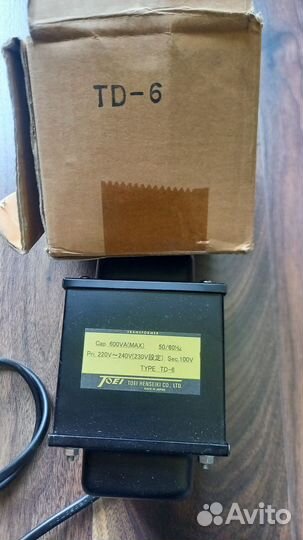 TD-6
TRANSFORMER
Cap. 600VA(MAX) 50/60Hz
Pri. 220V～240V(230V設定) Sec.100V
TYPE TD-6
TOEI TOEI HENSEIKI CO., LTD.
MADE IN JAPAN
Avito